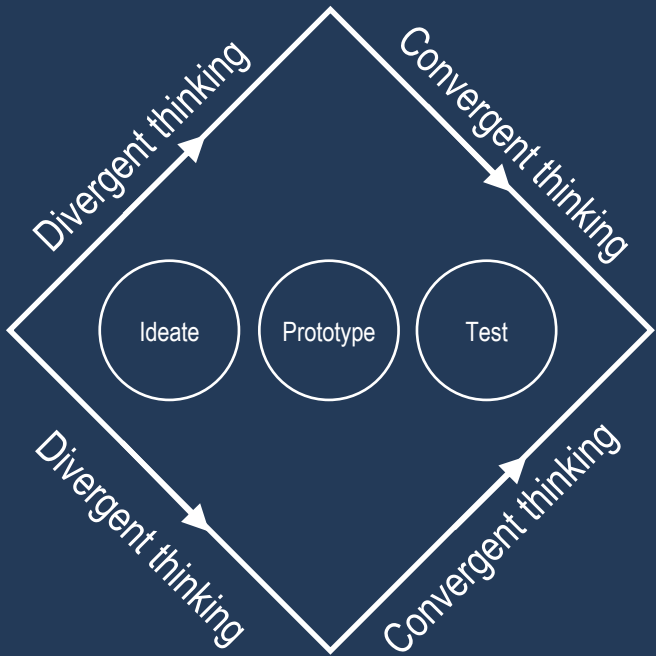 Divergent thinking
Convergent thinking
Ideate
Prototype
Test
Divergent thinking
Convergent thinking